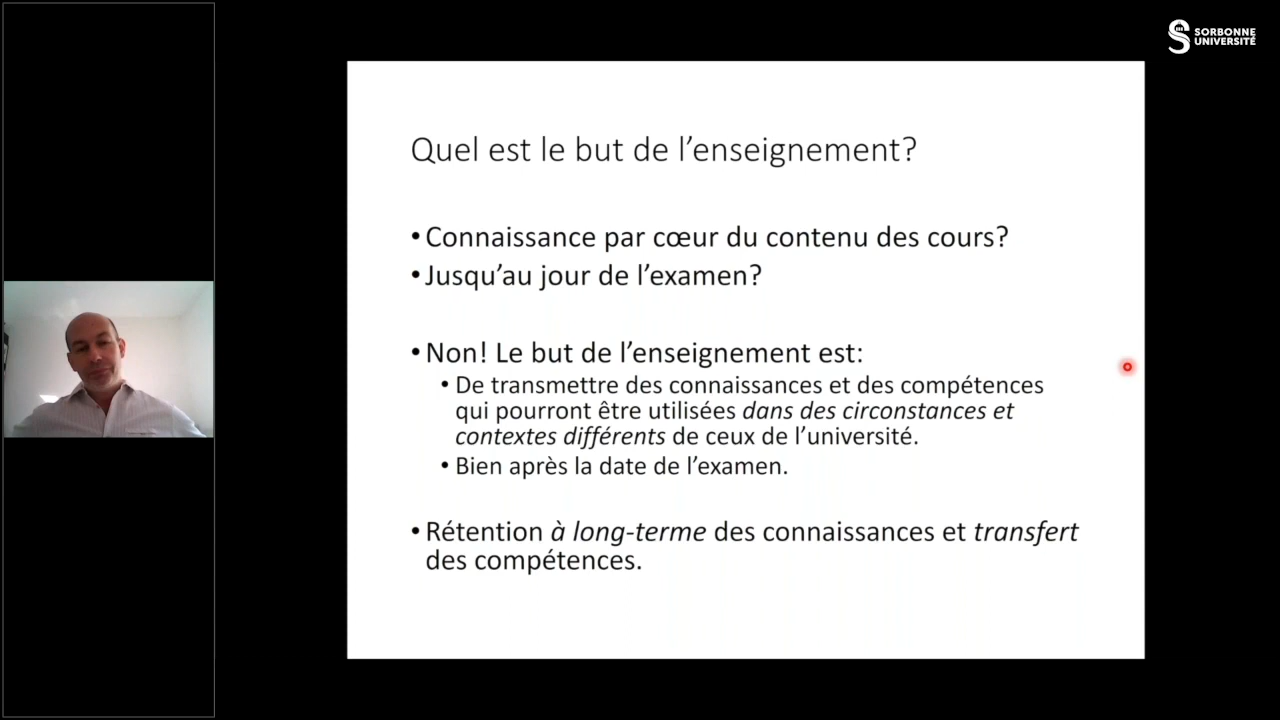 SORBONNE
UNIVERSITÉ
Quel est le but de l’enseignement?
• Connaissance par cœur du contenu des cours?
• Jusqu’au jour de l’examen?
• Non! Le but de l’enseignement est:
• De transmettre des connaissances et des compétences
qui pourront être utilisées dans des circonstances et
contextes différents de ceux de l’université.
• Bien après la date de l’examen.
• Rétention à long-terme des connaissances et transfert
des compétences.